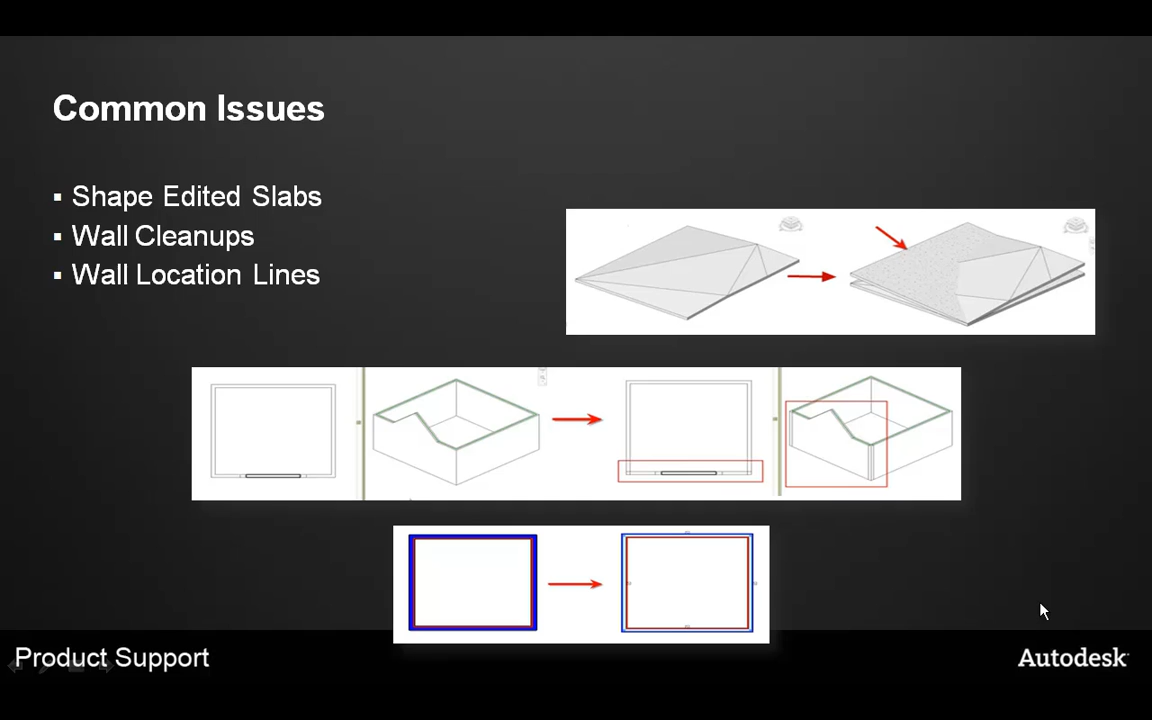 Common Issues
▪ Shape Edited Slabs
▪ Wall Cleanups
▪ Wall Location Lines
Product Support
Autodesk